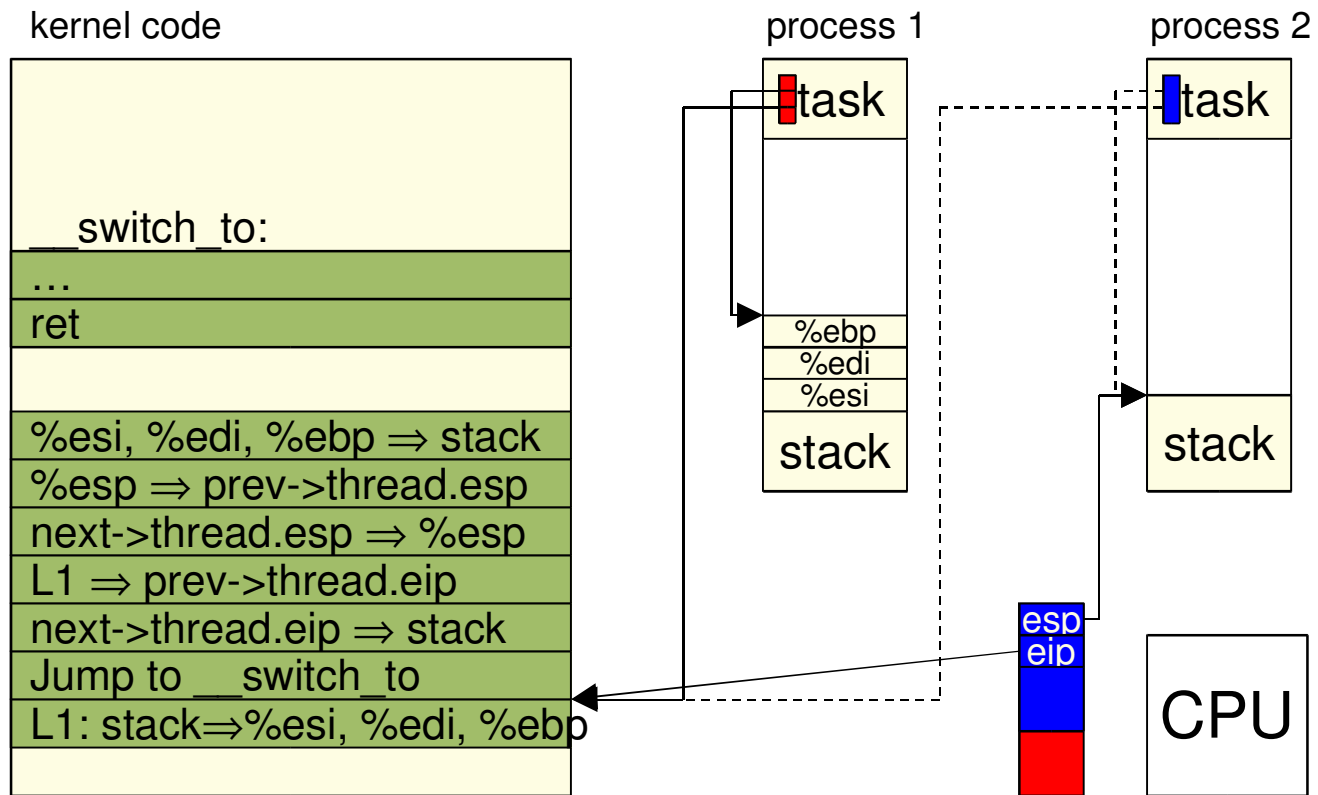 kernel code
__switch_to:
…
ret
%esi, %edi, %ebp ⇒ stack
%esp ⇒ prev->thread.esp
next->thread.esp ⇒ %esp
L1 ⇒ prev->thread.eip
next->thread.eip ⇒ stack
Jump to __switch_to
L1: stack⇒%esi, %edi, %ebp
process 1
task
%ebp
%edi
%esi
stack
process 2
task
stack
esp
eip
CPU